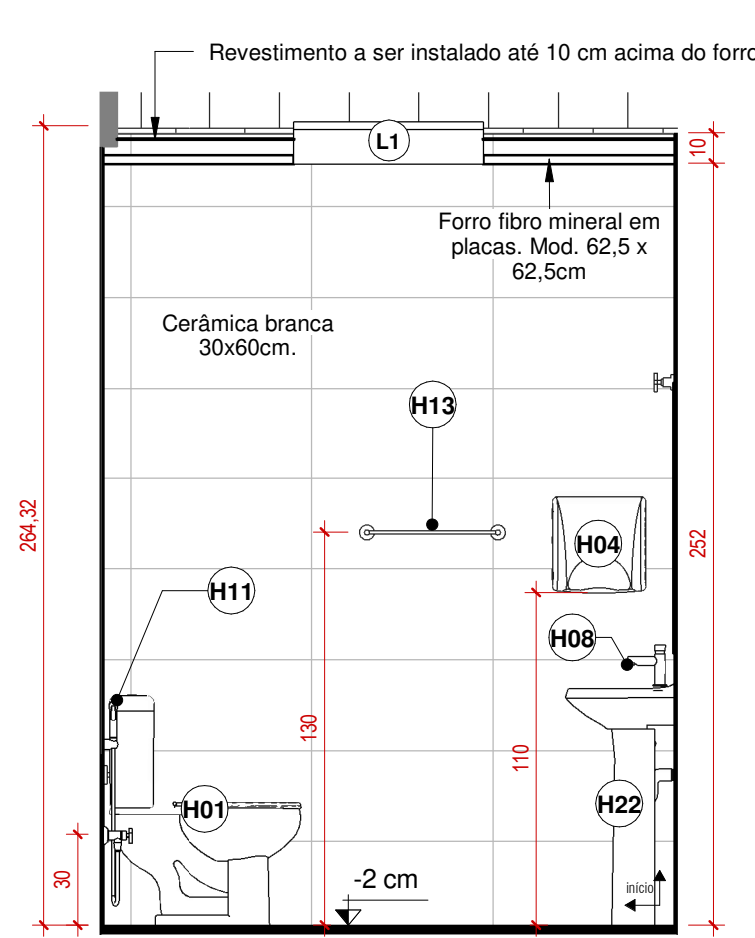 Revestimento a ser instalado até 10 cm acima do forro
L1
10
Forro fibro mineral em
placas. Mod. 62,5 x
62,5cm
Cerâmica branca
30x60cm.
H13
264,32
252
H04
H11
H08
130
110
H01
H22
30
-2 cm
início